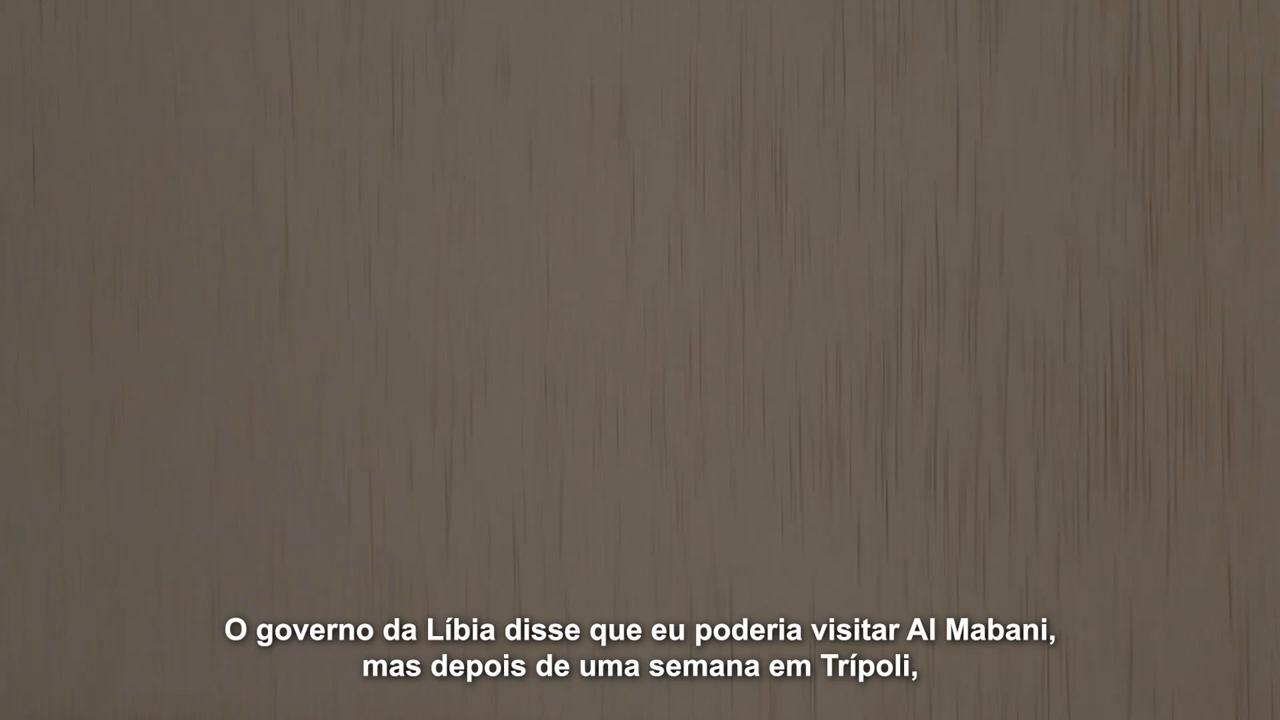 O governo da Líbia disse que eu poderia visitar Al Mabani,
mas depois de uma semana em Trípoli,